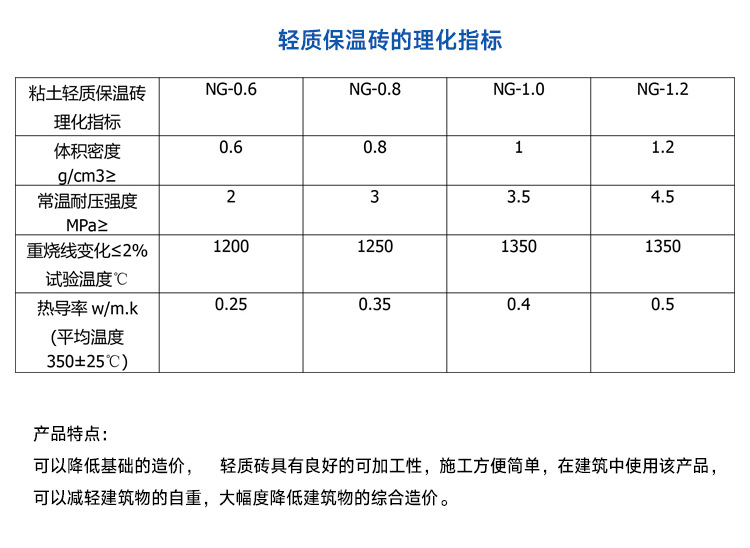 轻质保温砖的理化指标
粘土轻质保温砖 NG-0.6 NG-0.8 NG-1.0 NG-1.2
理化指标
体积密度 0.6 0.8 1 1.2
g/cm3≥
常温耐压强度 2 3 3.5 4.5
MPa≥
重烧线变化≤2% 1200 1250 1350 1350
试验温度℃
热导率 w/m.k 0.25 0.35 0.4 0.5
(平均温度
350±25℃)
产品特点：
可以降低基础的造价， 轻质砖具有良好的可加工性，施工方便简单，在建筑中使用该产品，
可以减轻建筑物的自重，大幅度降低建筑物的综合造价。